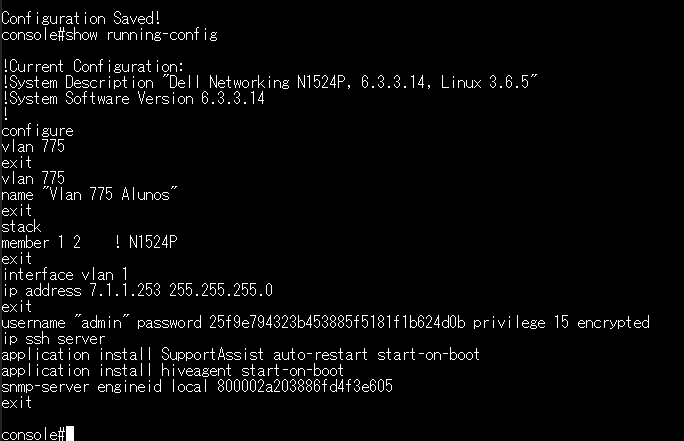 Configuration Saved!
console#show running-config
!Current Configuration:
!System Description "Dell Networking N1524P, 6.3.3.14, Linux 3.6.5"
!System Software Version 6.3.3.14
!
configure
vlan 775
exit
vlan 775
name "Vlan 775 Alunos"
exit
stack
member 1 2    ! N1524P
exit
interface vlan 1
ip address 7.1.1.253 255.255.255.0
exit
username "admin" password 25f9e794323b453885f5181f1b624d0b privilege 15 encrypted
ip ssh server
application install SupportAssist auto-restart start-on-boot
application install hiveagent start-on-boot
snmp-server engineid local 800002a203886fd4f3e605
exit
console#